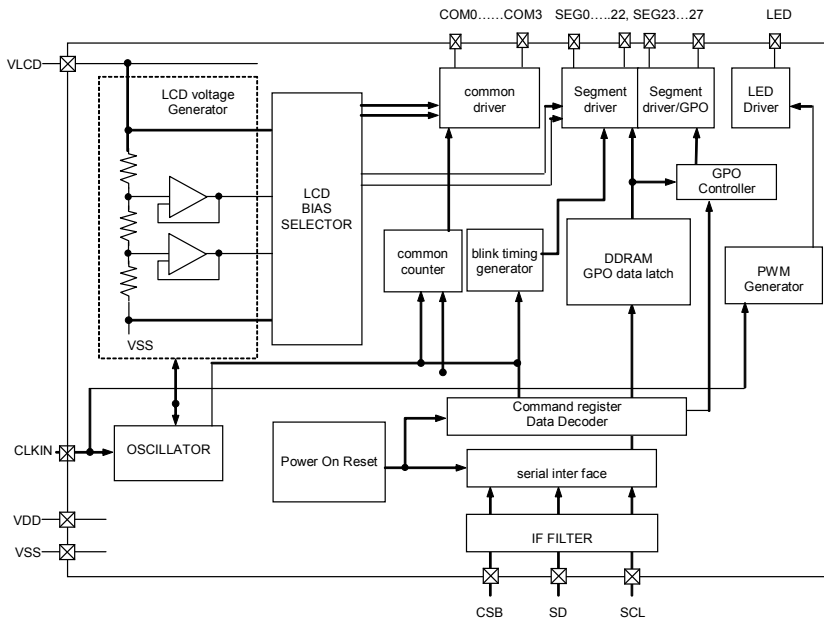 COM0……COM3
SEG0…..22, SEG23…27
LED
VLCD
LCD voltage
Generator
common
driver
Segment
driver
Segment
driver/GPO
LED
Driver
LCD
BIAS
SELECTOR
GPO
Controller
common
counter
blink timing
generator
DDRAM
GPO data latch
PWM
Generator
VSS
Command register
Data Decoder
OSCILLATOR
CLKIN
Power On Reset
serial inter face
VDD
VSS
IF FILTER
CSB
SD
SCL